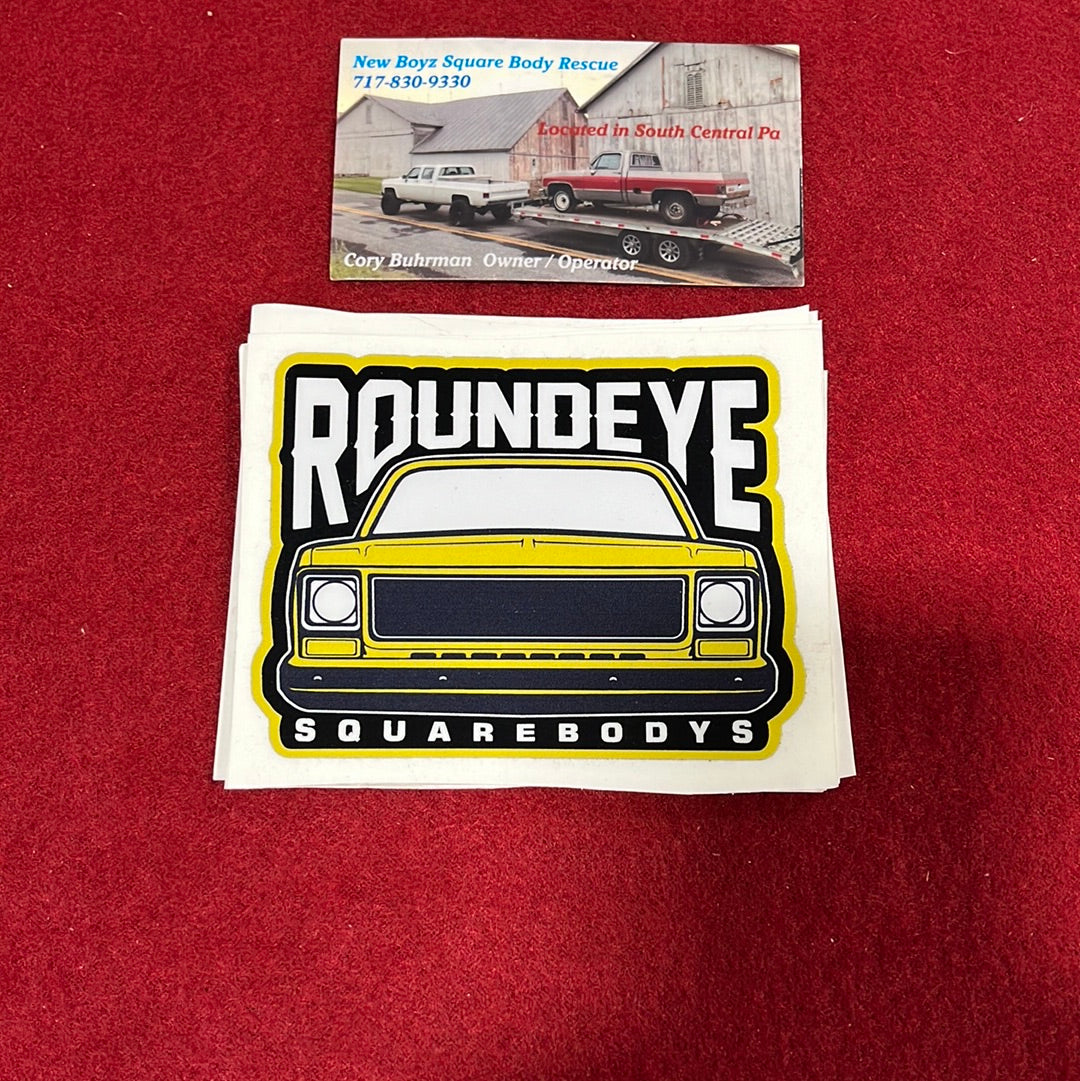 New Boyz Square Body Rescue
717-830-9330
Located in South Central Pa
Cory Buhrman Owner / Operator
ROUNDEYE
SQUAREBODYS